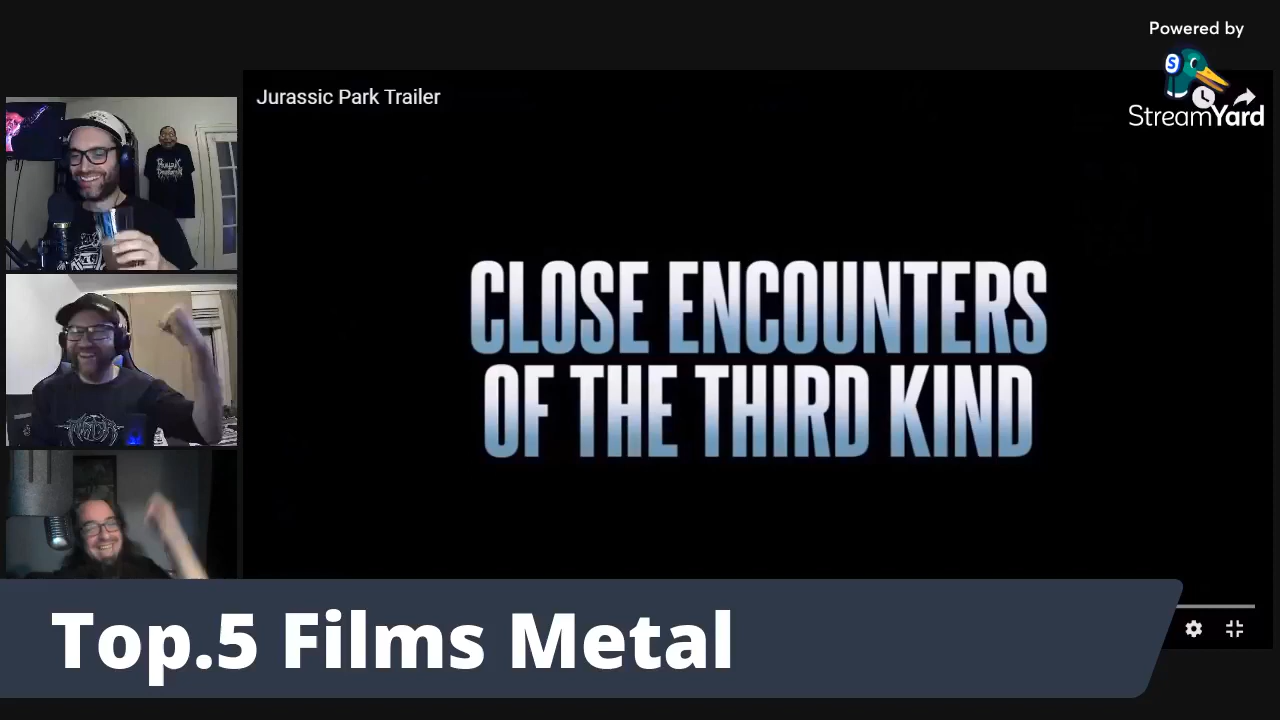 Powered by
StreamYard
Jurassic Park Trailer
CLOSE ENCOUNTERS
OF THE THIRD KIND
Top.5 Films Metal